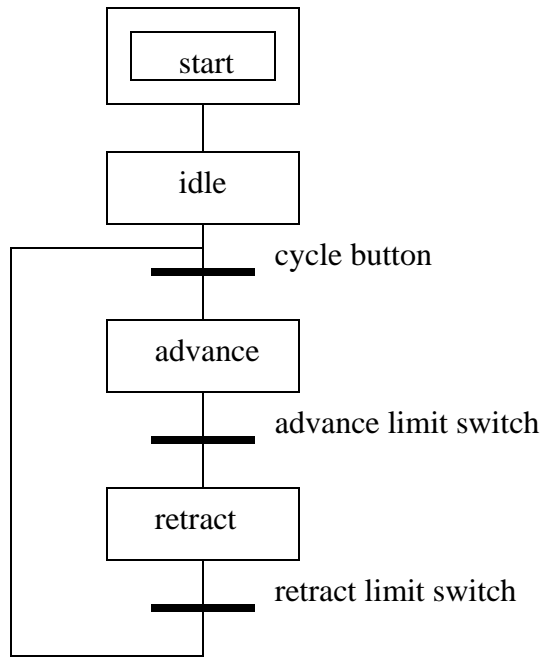 start
idle
cycle button
advance
advance limit switch
retract
retract limit switch